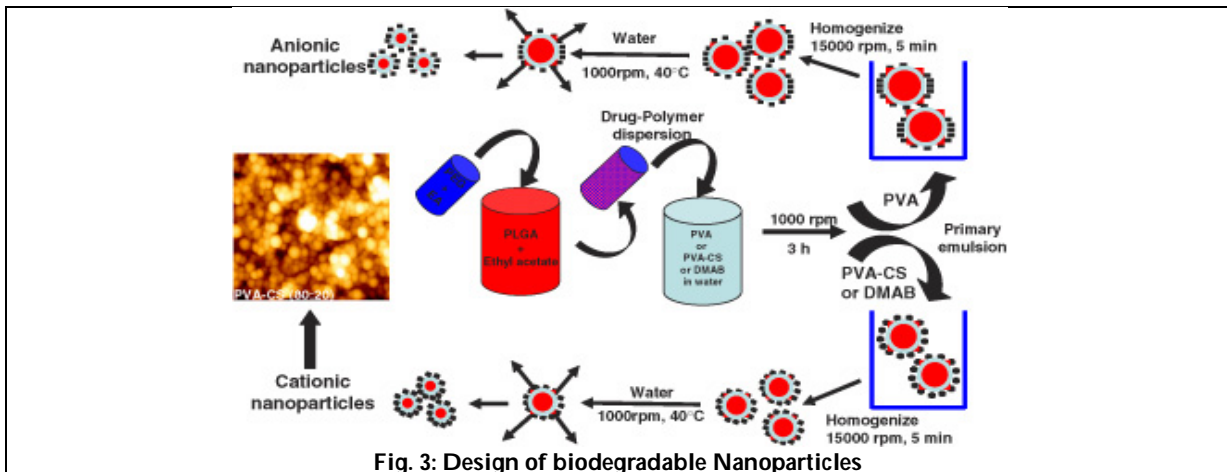 Anionic
nanoparticles
Water
1000rpm, 40°C
Homogenize
15000 rpm, 5 min
Drug-Polymer
dispersion
PLGA
+
Ethyl acetate
PVA
or
PVA-CS
or DMAB
in water
1000 rpm
3 h
PVA
Primary
emulsion
PVA-CS
or DMAB
PVA-CS (80:20)
Cationic
nanoparticles
Water
1000rpm, 40°C
Homogenize
15000 rpm, 5 min
Fig. 3: Design of biodegradable Nanoparticles